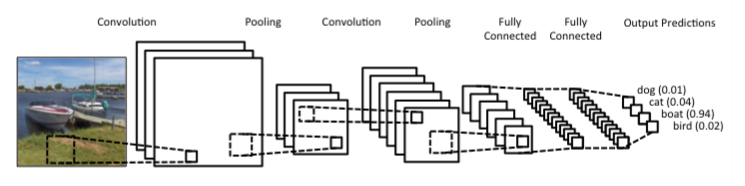 Convolution
Pooling
Convolution
Pooling
Fully
Connected
Fully
Connected
Output Predictions
dog (0.01)
cat (0.04)
boat (0.94)
bird (0.02)